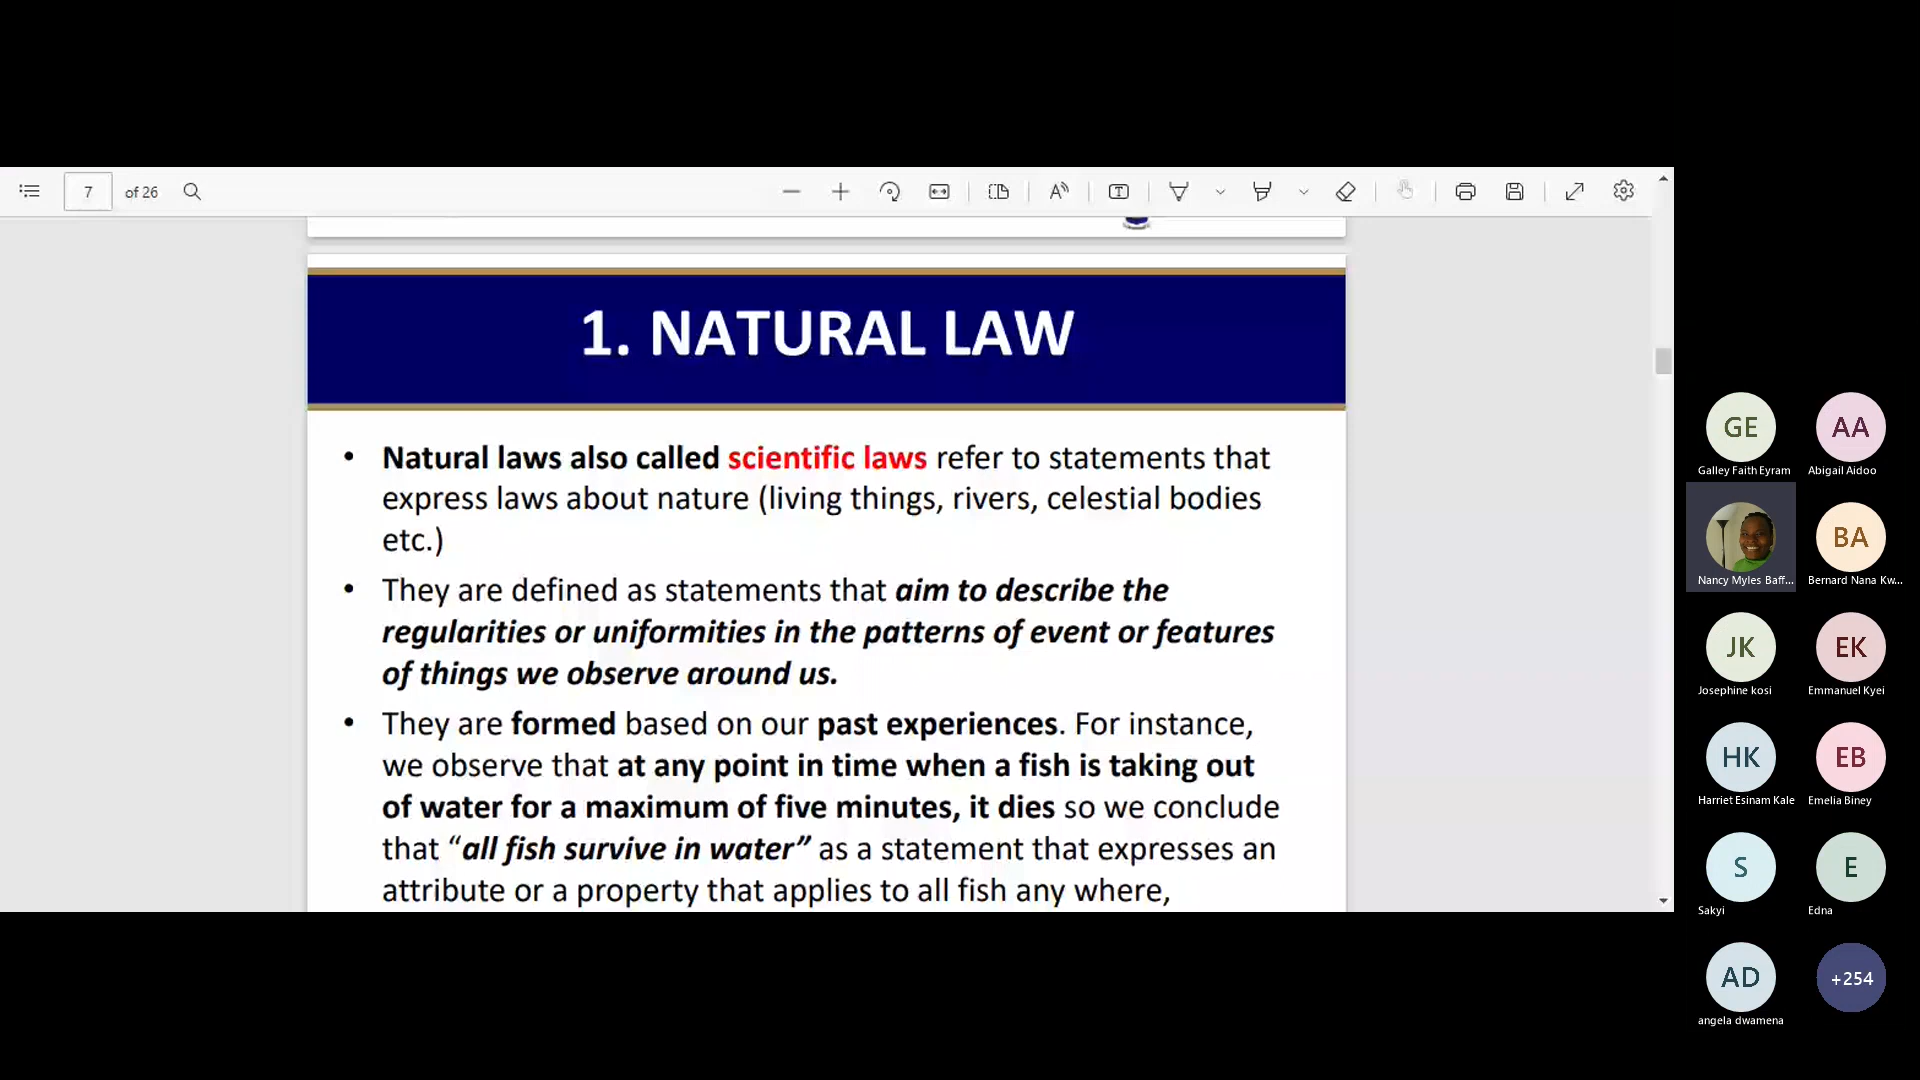 7 of 26
1. NATURAL LAW
• Natural laws also called scientific laws refer to statements that
express laws about nature (living things, rivers, celestial bodies
etc.)
• They are defined as statements that aim to describe the
regularities or uniformities in the patterns of event or features
of things we observe around us.
• They are formed based on our past experiences. For instance,
we observe that at any point in time when a fish is taking out
of water for a maximum of five minutes, it dies so we conclude
that “all fish survive in water” as a statement that expresses an
attribute or a property that applies to all fish any where,
GE AA
Galley Faith Eyram Abigail Aidoo
BA
Nancy Myles Baff... Bernard Nana Kw...
JK EK
Josephine kosi Emmanuel Kyei
HK EB
Harriet Esinam Kale Emelia Biney
S E
Sakyi Edna
AD +254
angela dwamena